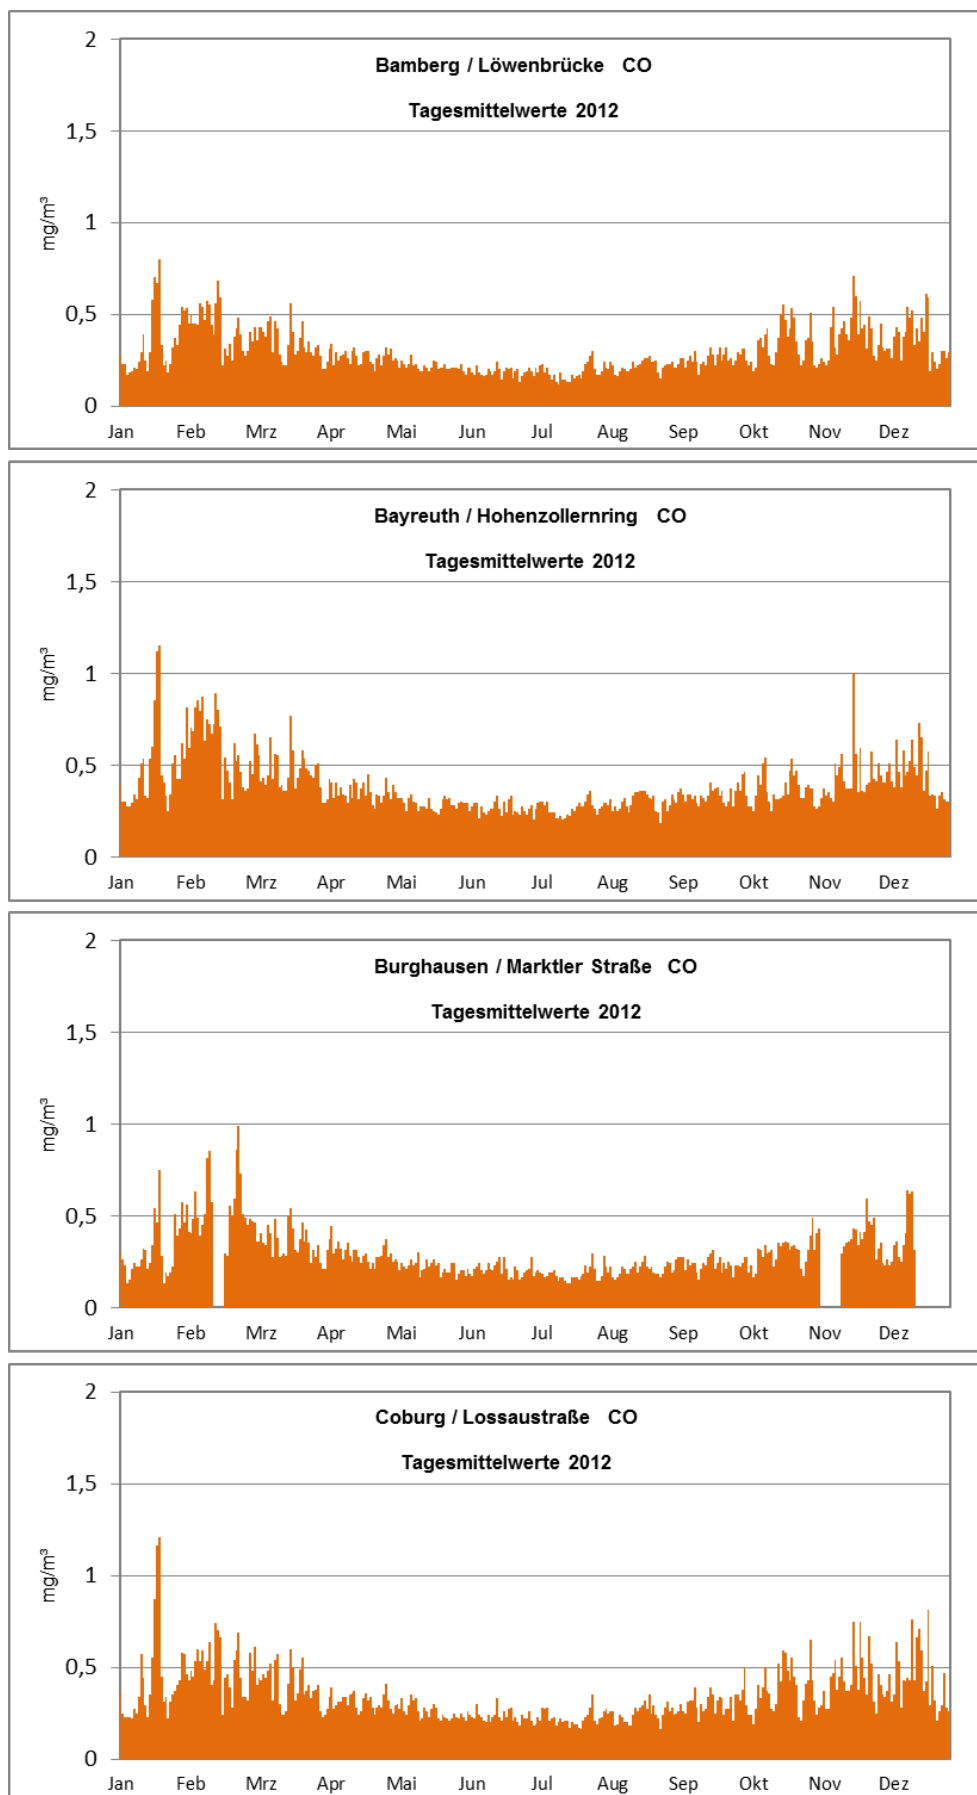 Bamberg / Löwenbrücke CO
Tagesmittelwerte 2012
mg/m³
2
1,5
1
0,5
0
Jan Feb Mrz Apr Mai Jun Jul Aug Sep Okt Nov Dez
Bayreuth / Hohenzollernring CO
Tagesmittelwerte 2012
mg/m³
2
1,5
1
0,5
0
Jan Feb Mrz Apr Mai Jun Jul Aug Sep Okt Nov Dez
Burghausen / Marktler Straße CO
Tagesmittelwerte 2012
mg/m³
2
1,5
1
0,5
0
Jan Feb Mrz Apr Mai Jun Jul Aug Sep Okt Nov Dez
Coburg / Lossaustraße CO
Tagesmittelwerte 2012
mg/m³
2
1,5
1
0,5
0
Jan Feb Mrz Apr Mai Jun Jul Aug Sep Okt Nov Dez